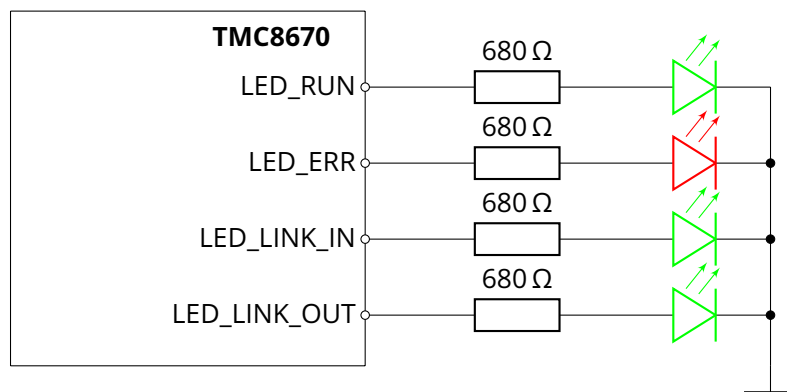 TMC8670
680 Ω
LED_RUN
680 Ω
LED_ERR
680 Ω
LED_LINK_IN
680 Ω
LED_LINK_OUT